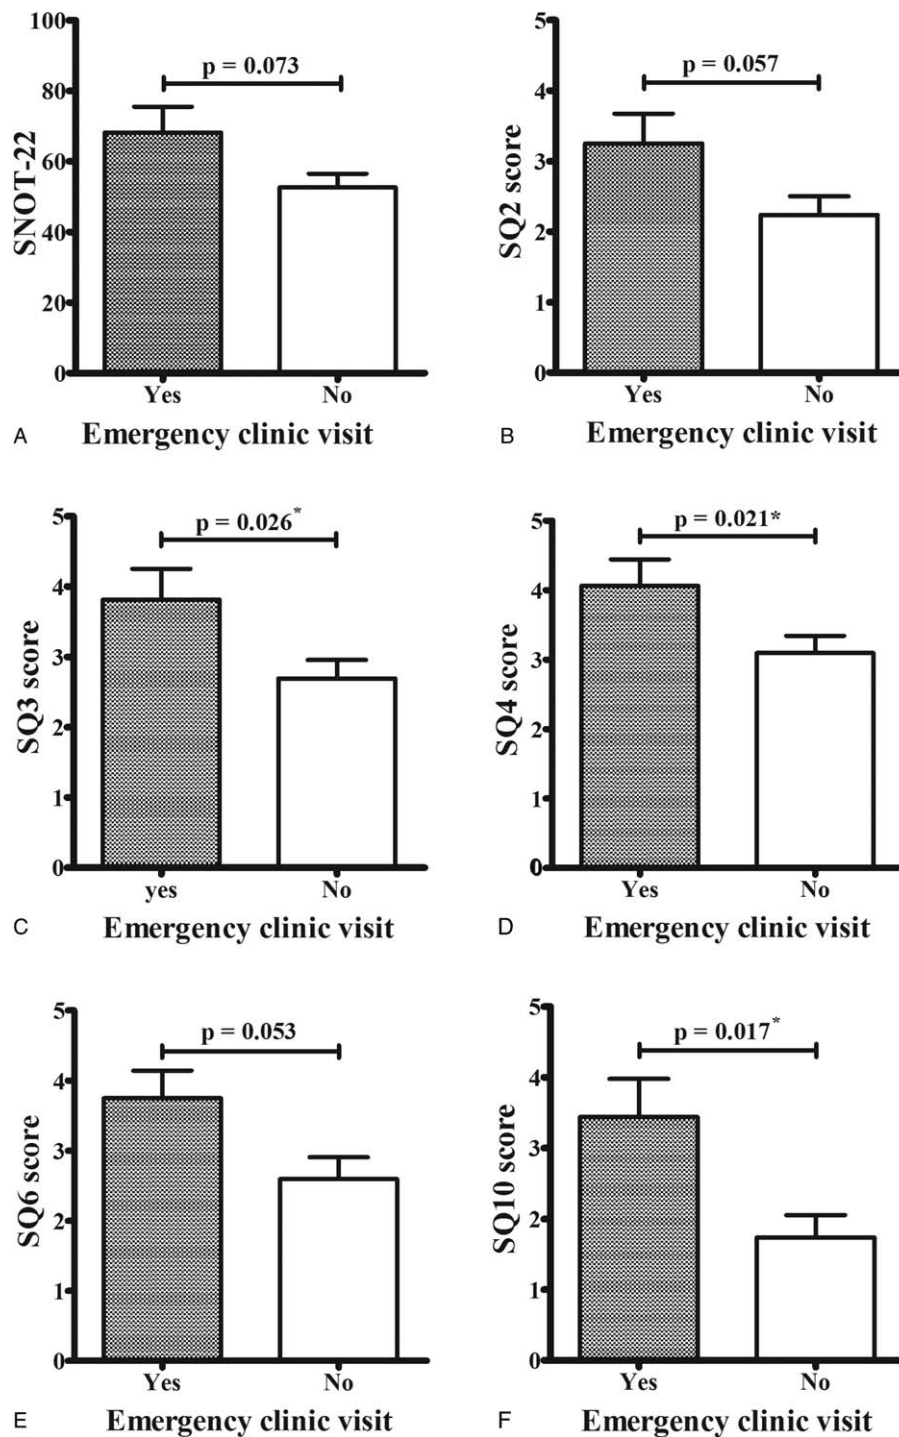 100
80
60
40
20
0
SNOT-22
p = 0.073
Yes No
A Emergency clinic visit
5
4
3
2
1
0
SQ2 score
p = 0.057
Yes No
B Emergency clinic visit
5
4
3
2
1
0
SQ3 score
p = 0.026*
yes No
C Emergency clinic visit
5
4
3
2
1
0
SQ4 score
p = 0.021*
Yes No
D Emergency clinic visit
5
4
3
2
1
0
SQ6 score
p = 0.053
Yes No
E Emergency clinic visit
5
4
3
2
1
0
SQ10 score
p = 0.017*
Yes No
F Emergency clinic visit